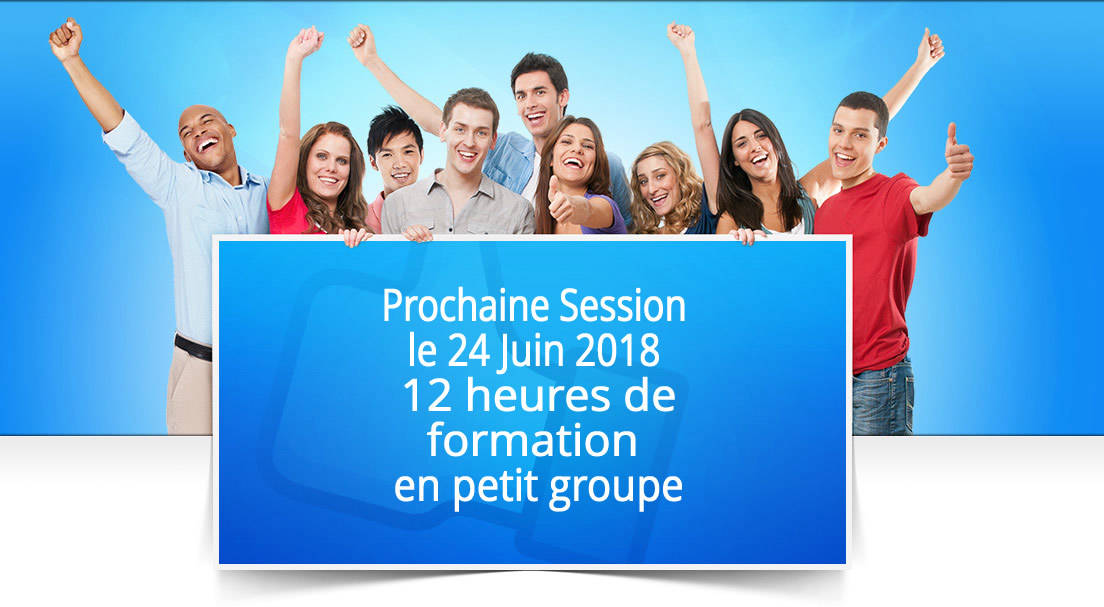 Prochaine Session
le 24 Juin 2018
12 heures de
formation
en petit groupe